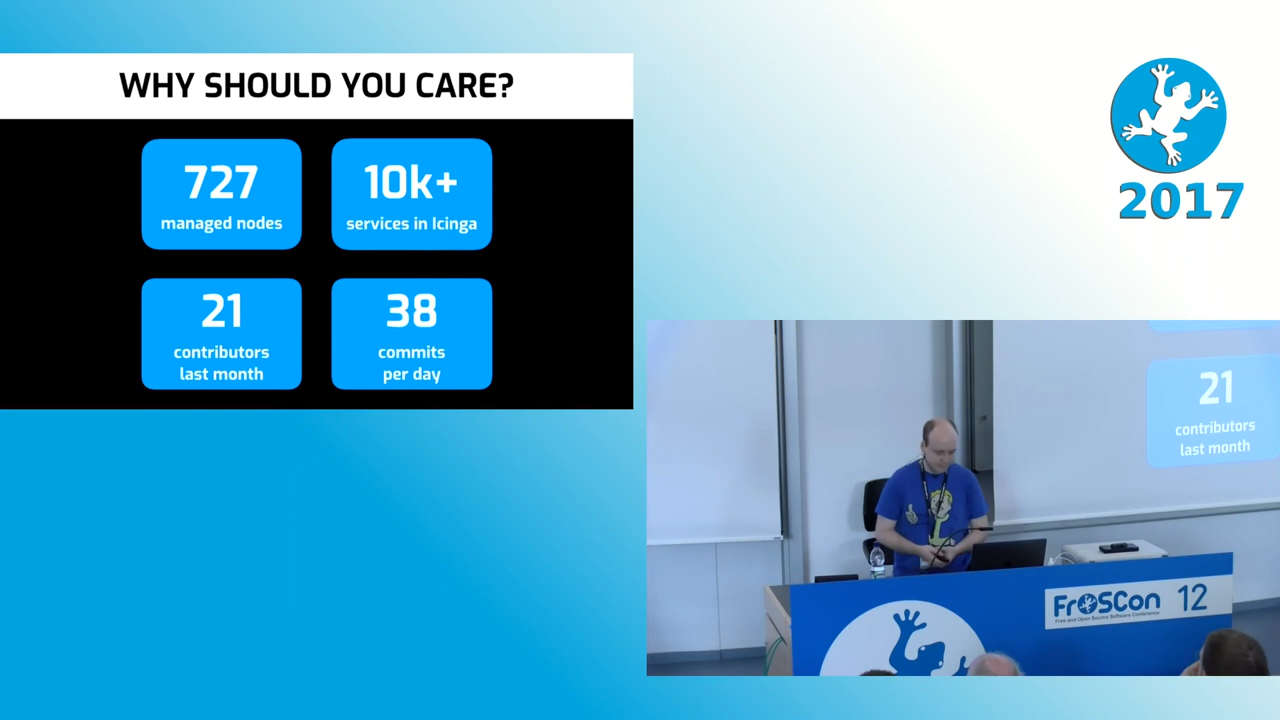 WHY SHOULD YOU CARE?
727
managed nodes
10k+
services in Icinga
21
contributors
last month
38
commits
per day
2017
21
contributors
last month
FrOSCon 12
Free and Open Source Software Conference